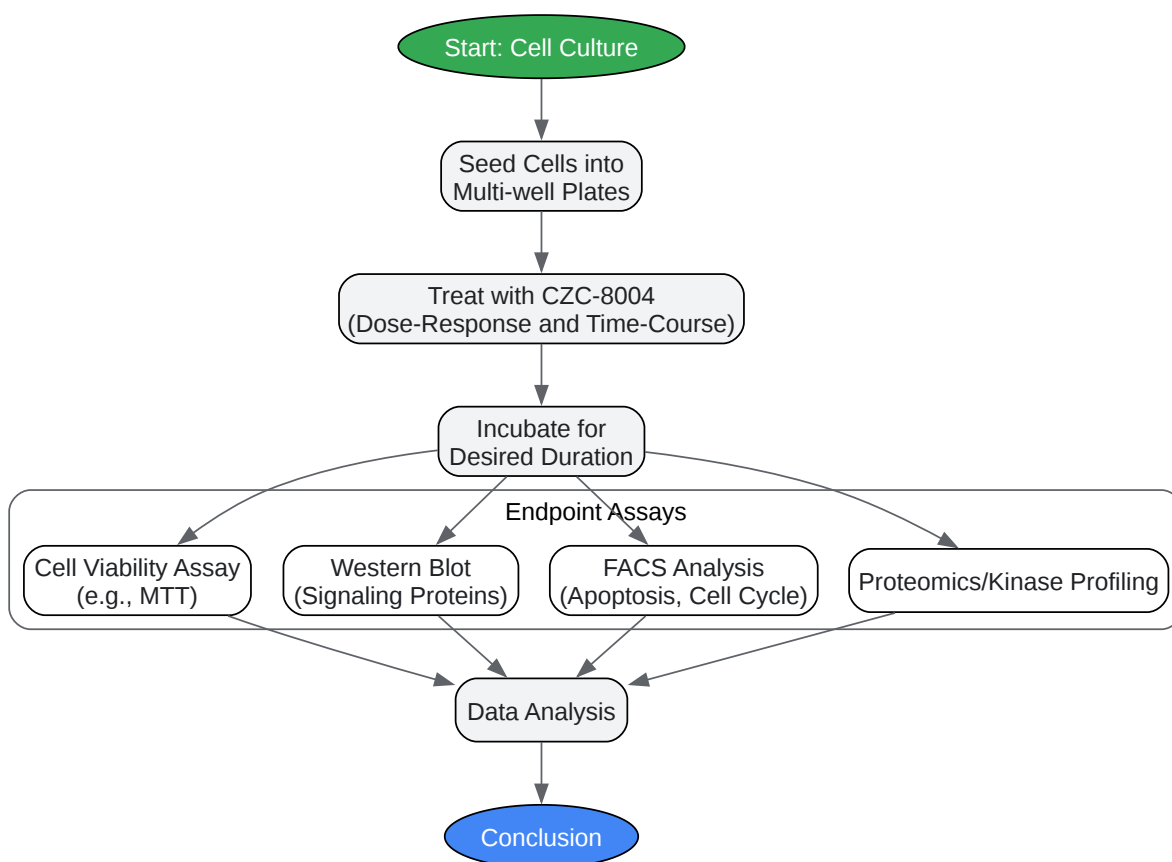 Start: Cell Culture
Seed Cells into
Multi-well Plates
Treat with CZC-8004
(Dose-Response and Time-Course)
Incubate for
Desired Duration
Endpoint Assays
Cell Viability Assay
(e.g., MTT)
Western Blot
(Signaling Proteins)
FACS Analysis
(Apoptosis, Cell Cycle)
Proteomics/Kinase Profiling
Data Analysis
Conclusion